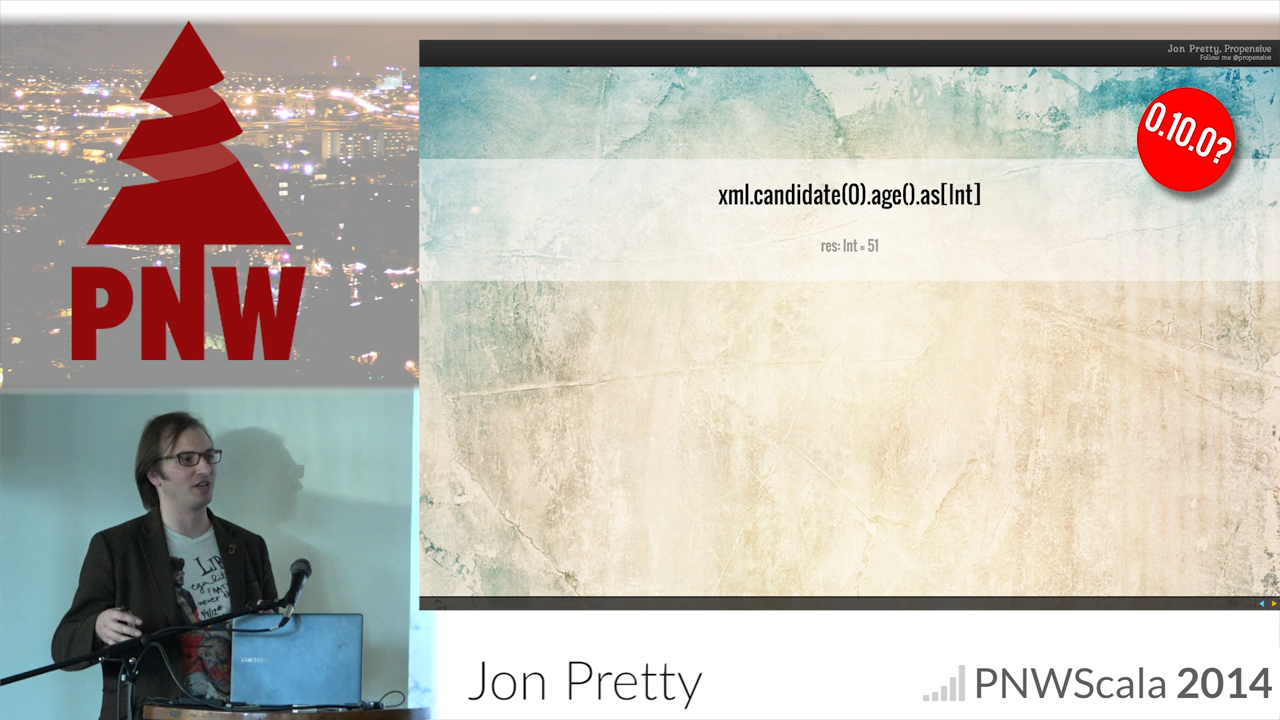 PNW
Jon Pretty, Propensive
Follow me @propensive
0.10.0?
xml.candidate(0).age().as[Int]
res: Int = 51
SAMSUNG
Jon Pretty
PNWScala 2014